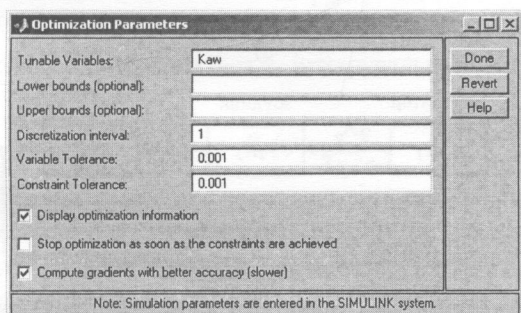 Optimization Parameters
Tunable Variables: Kaw
Lower bounds (optional):
Upper bounds (optional):
Discretization interval: 1
Variable Tolerance: 0.001
Constraint Tolerance: 0.001
Display optimization information
Stop optimization as soon as the constraints are achieved
Compute gradients with better accuracy (slower)
Done
Revert
Help
Note: Simulation parameters are entered in the SIMULINK system.